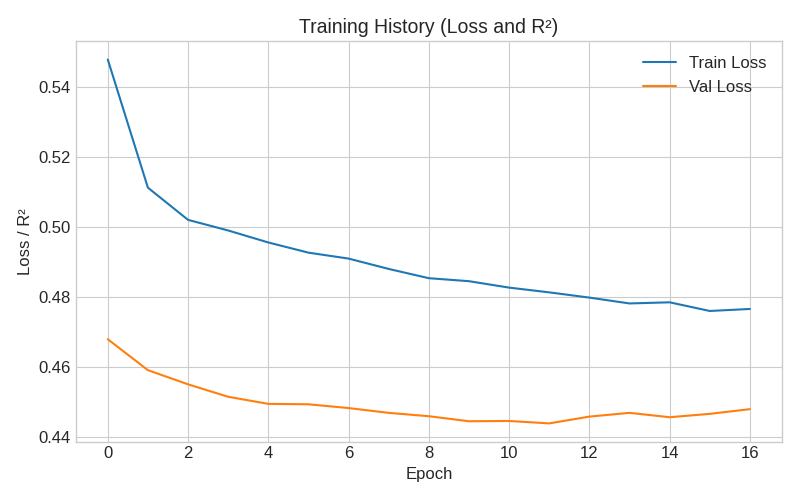 Training History (Loss and R²)
Train Loss
Val Loss
Loss / R²
0.54
0.52
0.50
0.48
0.46
0.44
0 2 4 6 8 10 12 14 16
Epoch